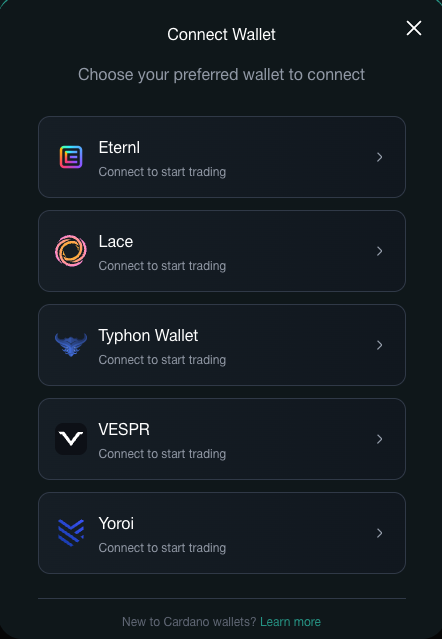 Connect Wallet
Choose your preferred wallet to connect
Eternl
Connect to start trading
Lace
Connect to start trading
Typhon Wallet
Connect to start trading
VESPR
Connect to start trading
Yoroi
Connect to start trading
New to Cardano wallets? Learn more